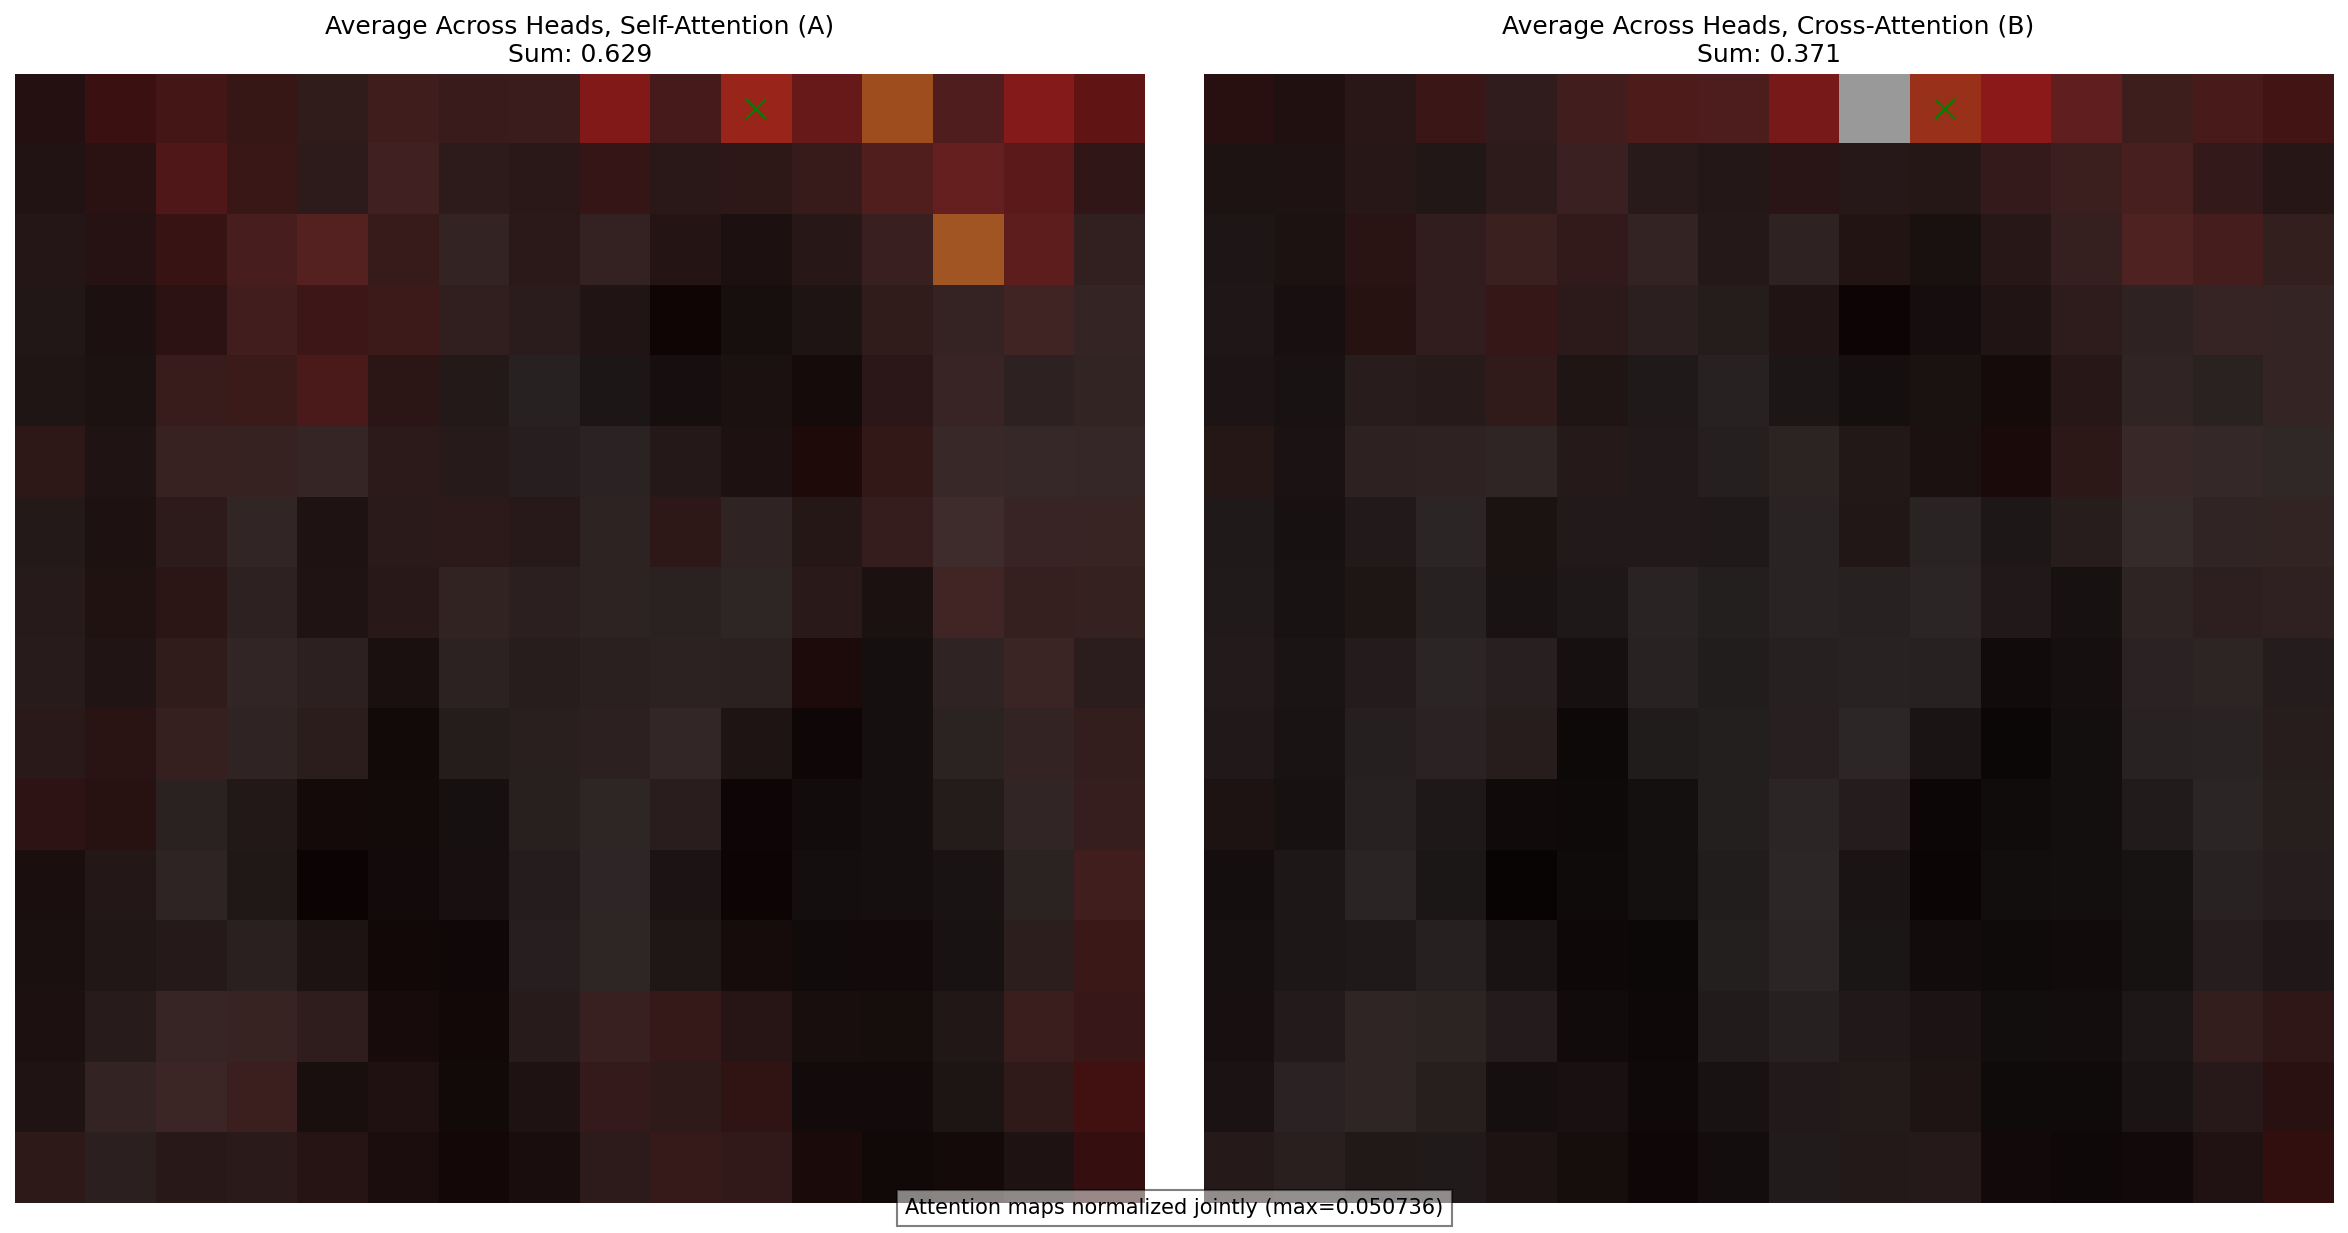 Average Across Heads, Self-Attention (A)
Sum: 0.629
Average Across Heads, Cross-Attention (B)
Sum: 0.371
Attention maps normalized jointly (max=0.050736)